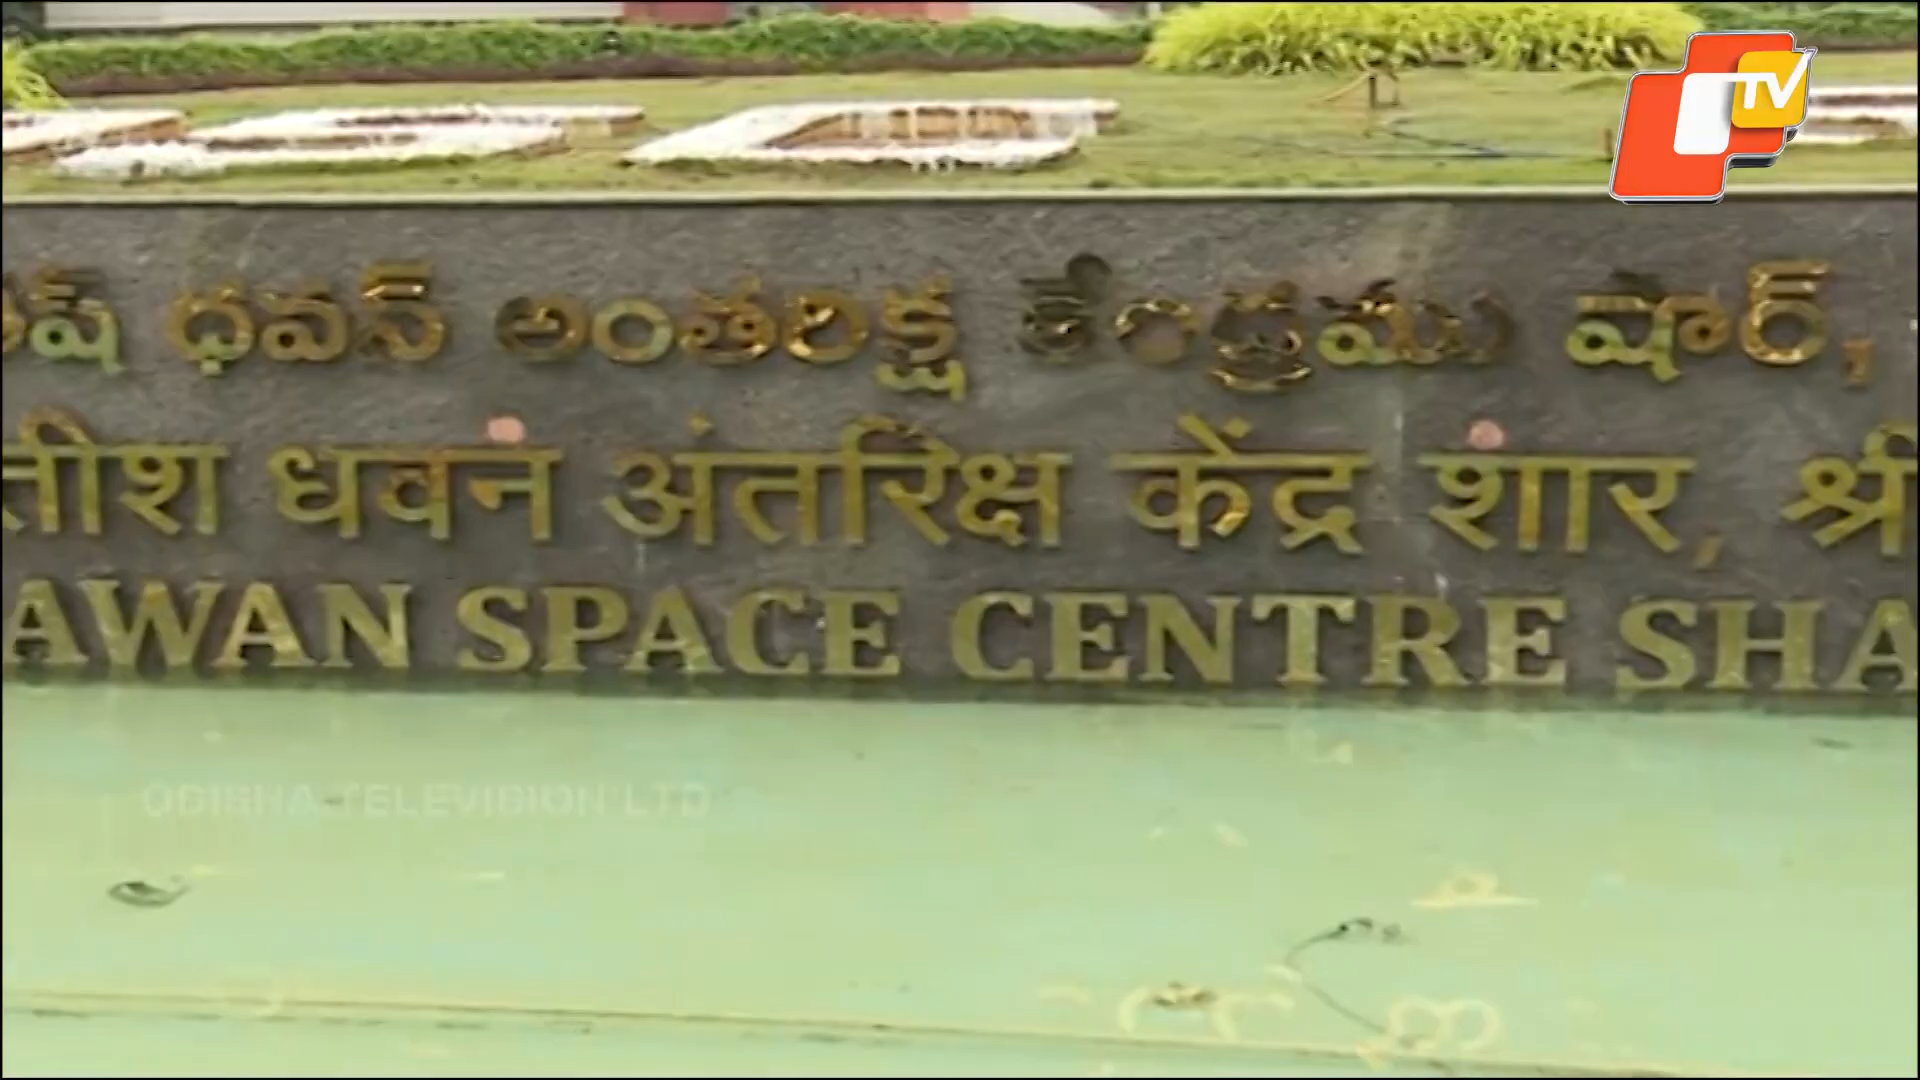 TV
ష్ ధవన్ అంతరిక్ష కేంద్రము షార్,
तीश धवन अंतरिक्ष केंद्र शार, श्री
AWAN SPACE CENTRE SHA
ODISHA TELEVISION LTD